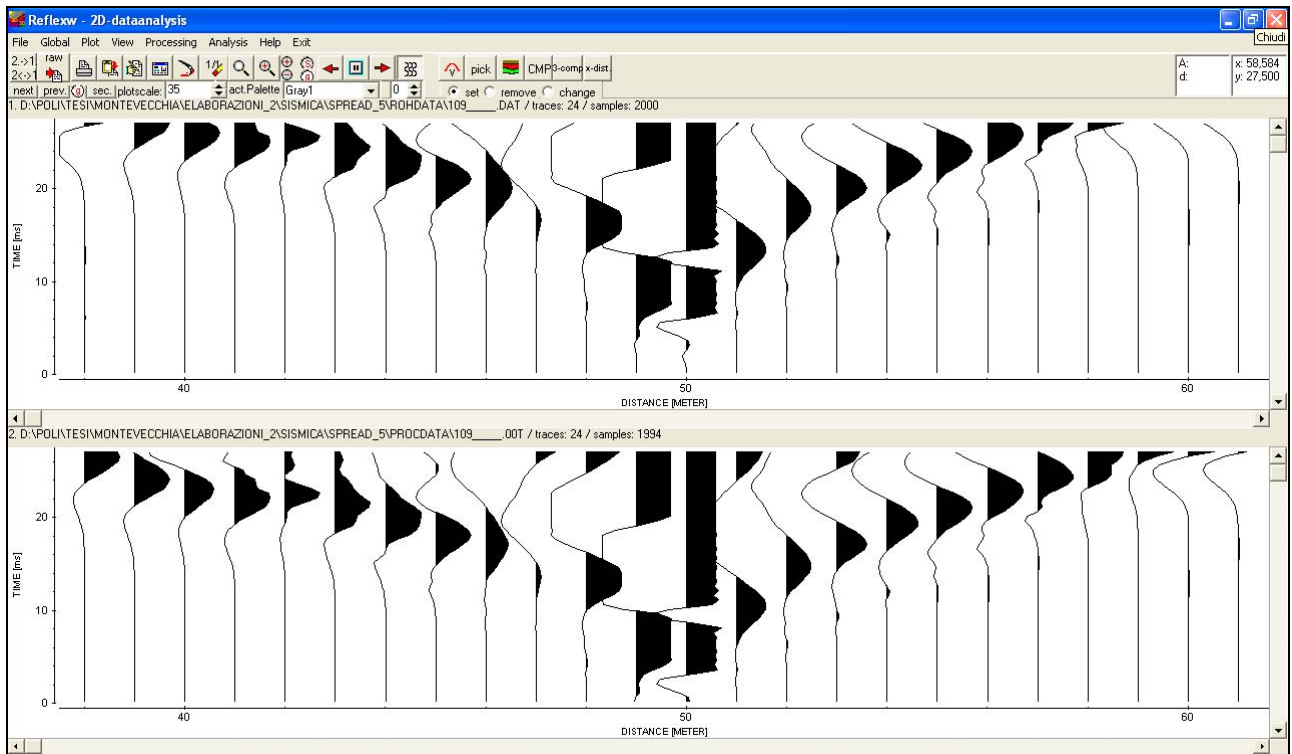 Reflexw - 2D-dataanalysis
Chiudi
File Global Plot View Processing Analysis Help Exit
2.->1 raw
2<->1
pick CMP 3-comp x-dist.
A: x: 58,584
d: y: 27,500
next prev. (g) sec. plotscale: 35 act.Palette Gray1 0 set remove change
1. D:\POLI\TESI\MONTEVECCHIA\ELABORAZIONI_2\SISMICA\SPREAD_5\ROHDATA\109_____.DAT / traces: 24 / samples: 2000
20
10
0
TIME [ms]
40 50 60
DISTANCE [METER]
2. D:\POLI\TESI\MONTEVECCHIA\ELABORAZIONI_2\SISMICA\SPREAD_5\PROCDATA\109_____.00T / traces: 24 / samples: 1994
20
10
0
TIME [ms]
40 50 60
DISTANCE [METER]